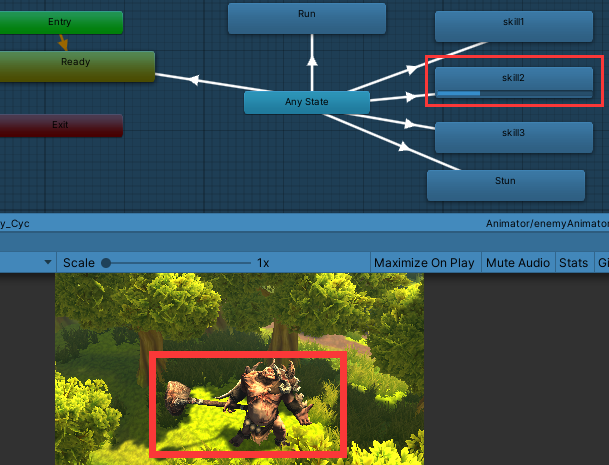 Entry
Run
skill1
Ready
skill2
Any State
Exit
skill3
Stun
y_Cyc
Animator/enemyAnimator
Scale 1x Maximize On Play Mute Audio Stats Gi